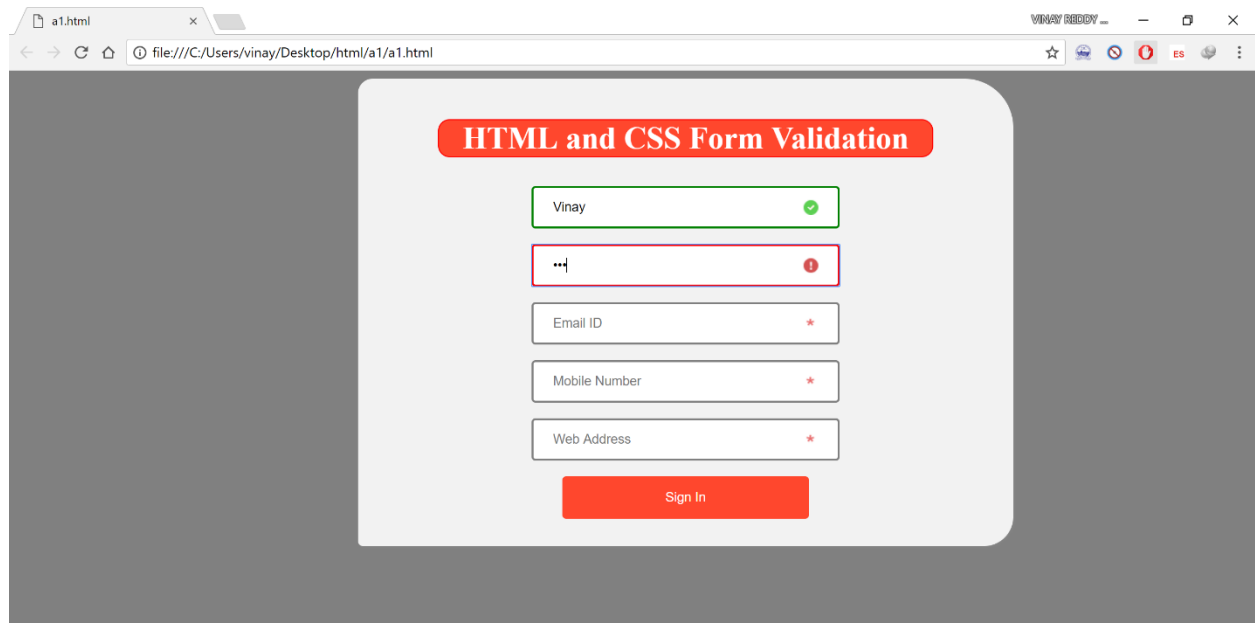 a1.html
VINAY REDDY ...
file:///C:/Users/vinay/Desktop/html/a1/a1.html
ES
HTML and CSS Form Validation
Vinay
•••
Email ID *
Mobile Number *
Web Address *
Sign In